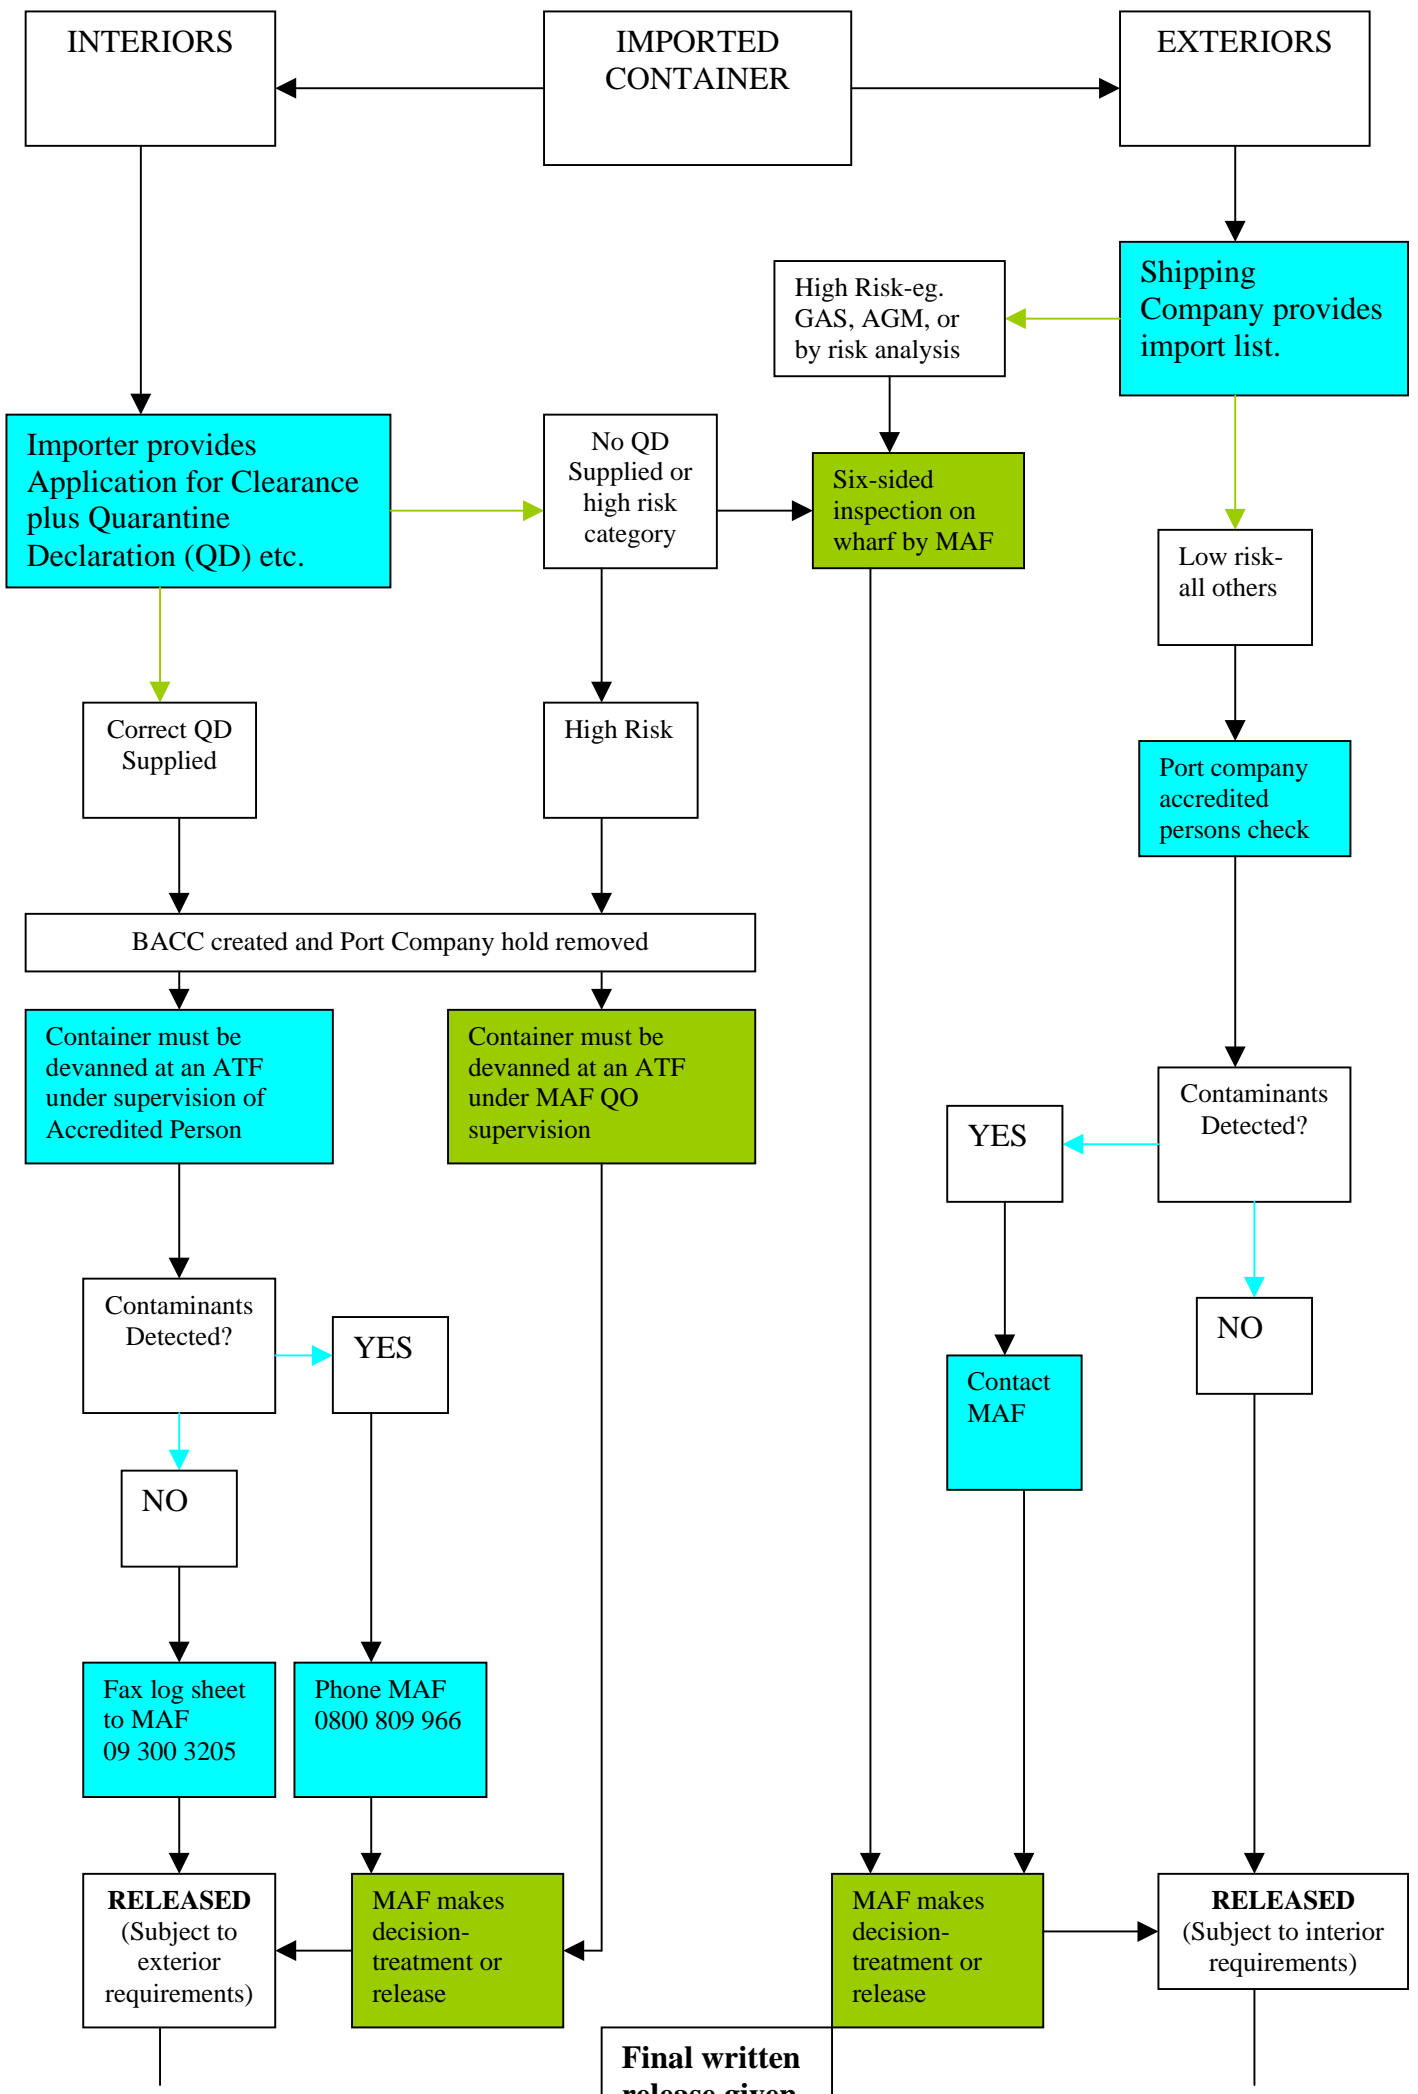 INTERIORS
IMPORTED
CONTAINER
EXTERIORS
Shipping
Company provides
import list.
High Risk-eg.
GAS, AGM, or
by risk analysis
Importer provides
Application for Clearance
plus Quarantine
Declaration (QD) etc.
No QD
Supplied or
high risk
category
Six-sided
inspection on
wharf by MAF
Low risk-
all others
Correct QD
Supplied
High Risk
Port company
accredited
persons check
BACC created and Port Company hold removed
Container must be
devanned at an ATF
under supervision of
Accredited Person
Container must be
devanned at an ATF
under MAF QO
supervision
Contaminants
Detected?
YES
NO
Contact
MAF
Contaminants
Detected?
YES
NO
Fax log sheet
to MAF
09 300 3205
Phone MAF
0800 809 966
RELEASED
(Subject to
exterior
requirements)
MAF makes
decision-
treatment or
release
MAF makes
decision-
treatment or
release
RELEASED
(Subject to interior
requirements)
Final written
release given